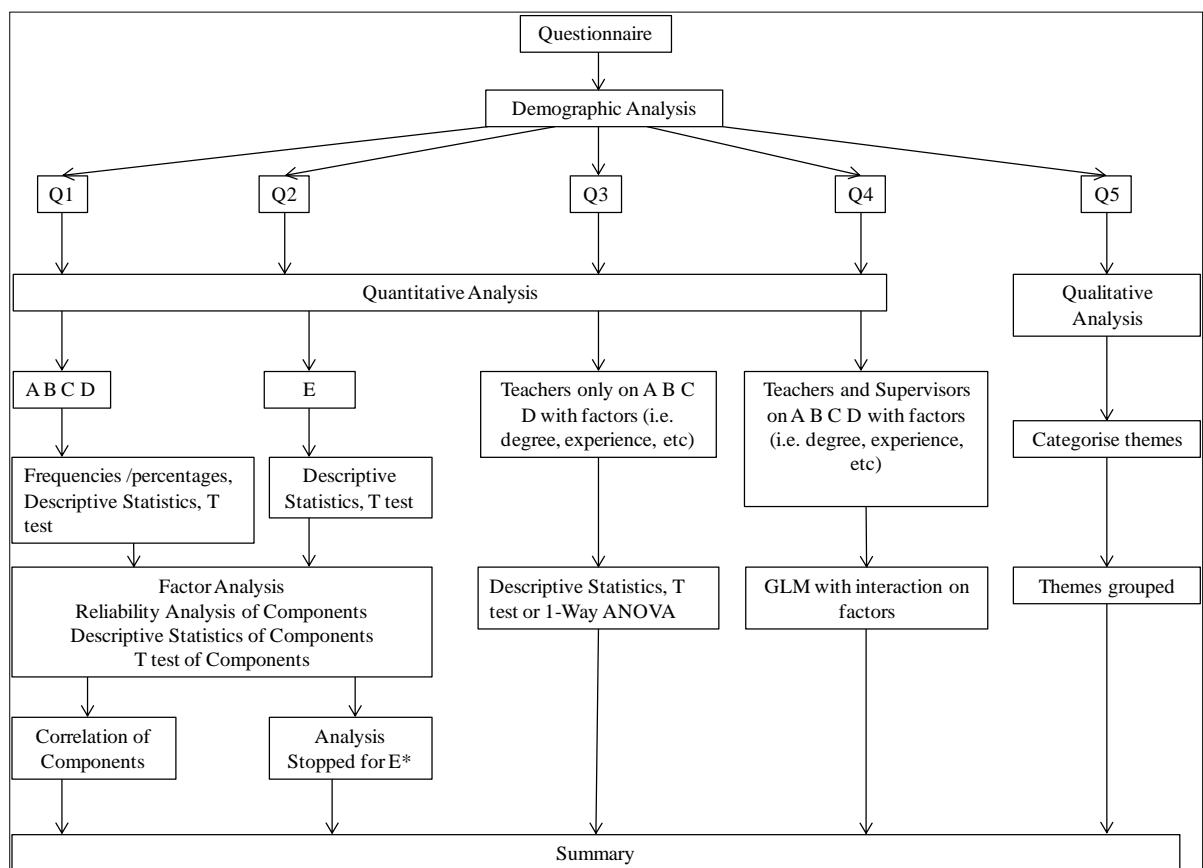 Questionnaire
Demographic Analysis
Q1
Q2
Q3
Q4
Q5
Quantitative Analysis
Qualitative
Analysis
A B C D
E
Teachers only on A B C
D with factors (i.e.
degree, experience, etc)
Teachers and Supervisors
on A B C D with factors
(i.e. degree, experience,
etc)
Categorise themes
Frequencies /percentages,
Descriptive Statistics, T
test
Descriptive
Statistics, T test
Factor Analysis
Reliability Analysis of Components
Descriptive Statistics of Components
T test of Components
Descriptive Statistics, T
test or 1-Way ANOVA
GLM with interaction on
factors
Themes grouped
Correlation of
Components
Analysis
Stopped for E*
Summary